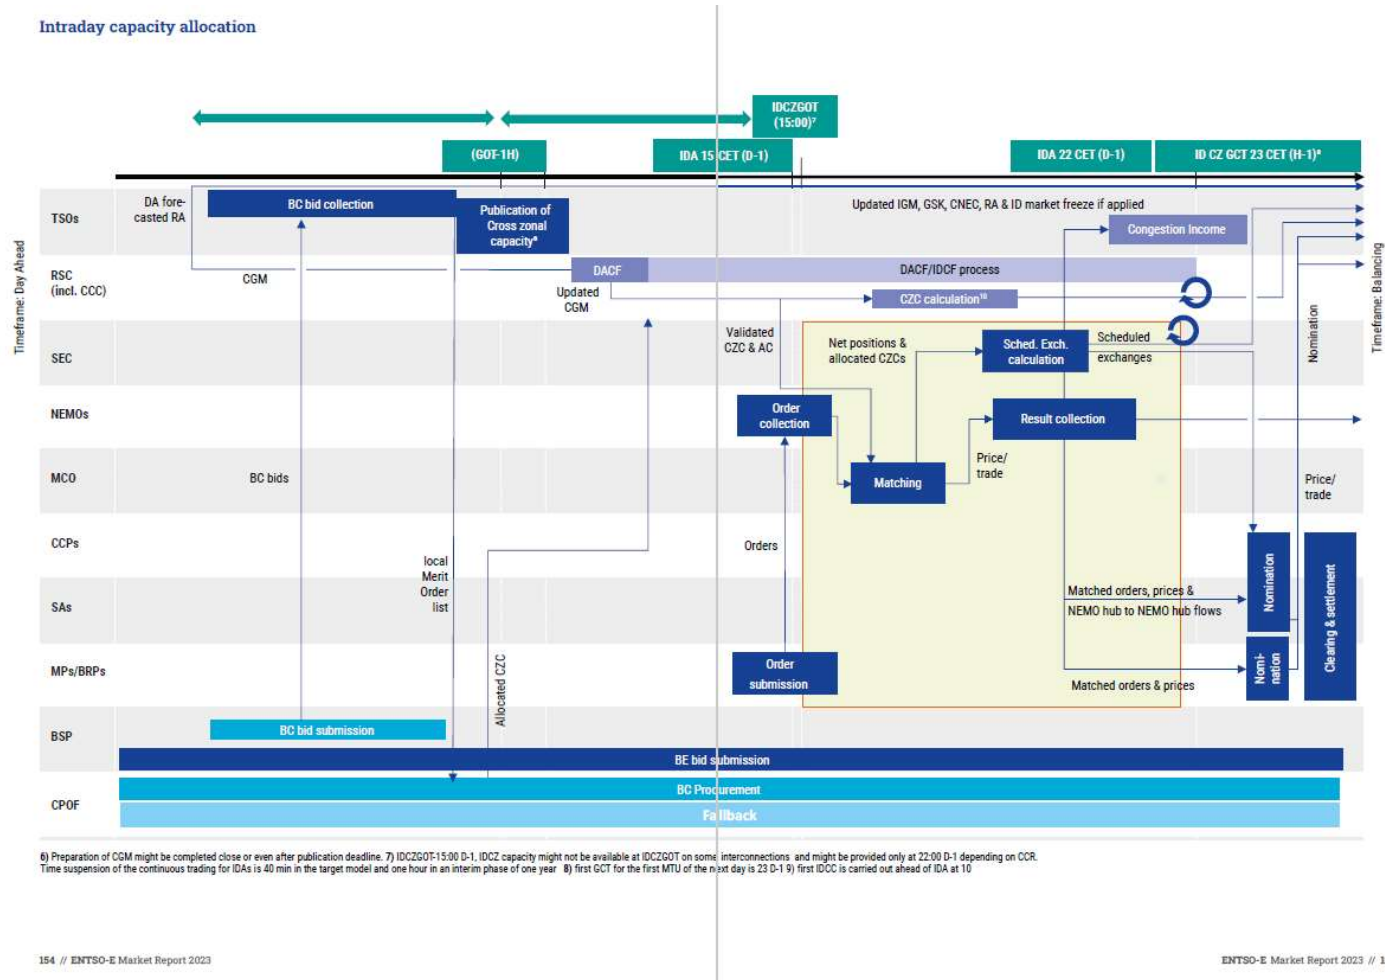 Intraday capacity allocation
IDCZGOT
(15:00)⁷
(GOT-1H)
IDA 15 CET (D-1)
IDA 22 CET (D-1)
ID CZ GCT 23 CET (H-1)⁸
Timeframe: Day Ahead
Timeframe: Balancing
TSOs
DA fore-
casted RA
BC bid collection
Publication of
Cross zonal
capacity⁶
Updated IGM, GSK, CNEC, RA & ID market freeze if applied
Congestion Income
RSC
(incl. CCC)
CGM
DACF
DACF/IDCF process
Updated
CGM
CZC calculation¹⁰
SEC
Validated
CZC & AC
Net positions &
allocated CZCs
Sched. Exch.
calculation
Scheduled
exchanges
Nomination
NEMOs
Order
collection
Result collection
MCO
BC bids
Matching
Price/
trade
Price/
trade
CCPs
local
Merit
Order
list
Orders
SAs
Matched orders, prices &
NEMO hub to NEMO hub flows
Nomination
Clearing & settlement
MPs/BRPs
Allocated CZC
Order
submission
Matched orders & prices
Nomi-
nation
BSP
BC bid submission
BE bid submission
CPOF
BC Procurement
Fallback
6) Preparation of CGM might be completed close or even after publication deadline. 7) IDCZGOT-15:00 D-1, IDCZ capacity might not be available at IDCZGOT on some interconnections and might be provided only at 22:00 D-1 depending on CCR.
Time suspension of the continuous trading for IDAs is 40 min in the target model and one hour in an interim phase of one year 8) first GCT for the first MTU of the next day is 23 D-1 9) first IDCC is carried out ahead of IDA at 10
154 // ENTSO-E Market Report 2023
ENTSO-E Market Report 2023 // 1